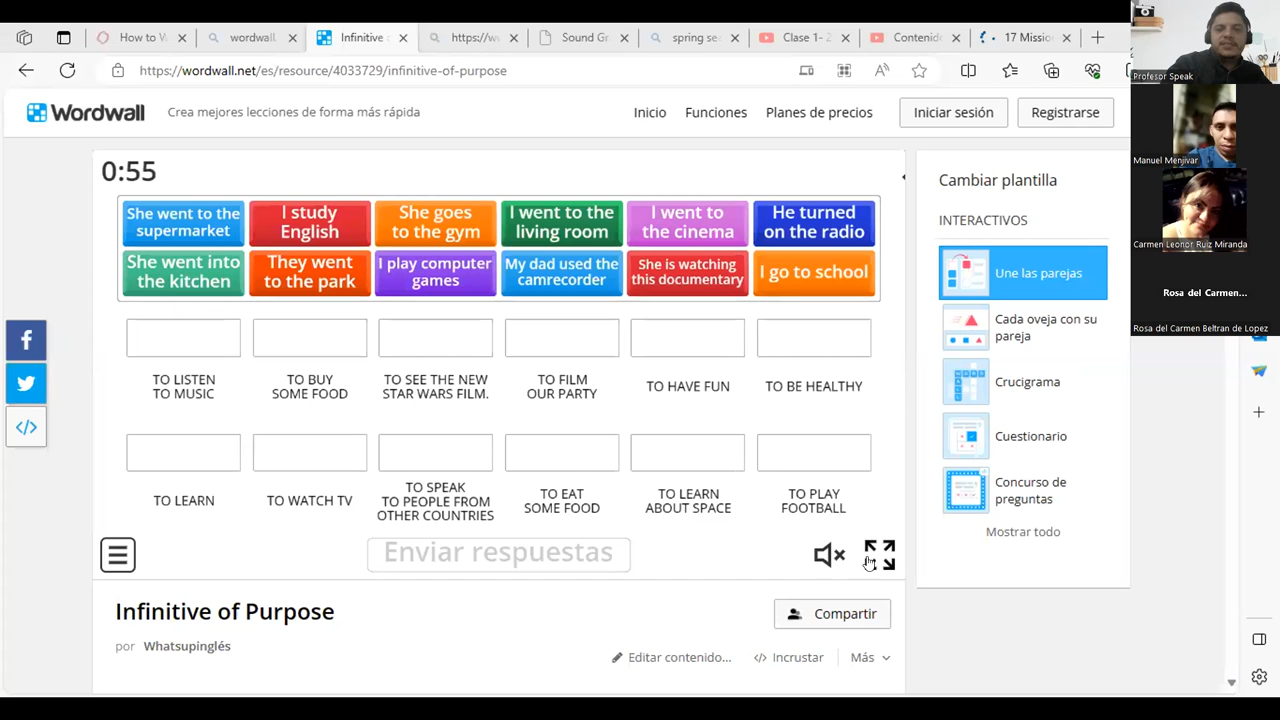 How to V
wordwall.
Infinitive o
https://wv
Sound Gr
spring se
Clase 1- 2
Contenid
17 Missio
https://wordwall.net/es/resource/4033729/infinitive-of-purpose
Wordwall
Crea mejores lecciones de forma más rápida
Inicio
Funciones
Planes de precios
Iniciar sesión
Registrarse
0:55
She went to the
supermarket
I study
English
She goes
to the gym
I went to the
living room
I went to
the cinema
He turned
on the radio
She went into
the kitchen
They went
to the park
I play computer
games
My dad used the
camrecorder
She is watching
this documentary
I go to school
TO LISTEN
TO MUSIC
TO BUY
SOME FOOD
TO SEE THE NEW
STAR WARS FILM.
TO FILM
OUR PARTY
TO HAVE FUN
TO BE HEALTHY
TO LEARN
TO WATCH TV
TO SPEAK
TO PEOPLE FROM
OTHER COUNTRIES
TO EAT
SOME FOOD
TO LEARN
ABOUT SPACE
TO PLAY
FOOTBALL
Enviar respuestas
Infinitive of Purpose
por Whatsupinglés
Compartir
Editar contenido...
Incrustar
Más
Cambiar plantilla
INTERACTIVOS
Une las parejas
Cada oveja con su
pareja
Crucigrama
Cuestionario
Concurso de
preguntas
Mostrar todo
Profesor Speak
Manuel Menjivar
Carmen Leonor Ruiz Miranda
Rosa del Carmen...
Rosa del Carmen Beltran de Lopez